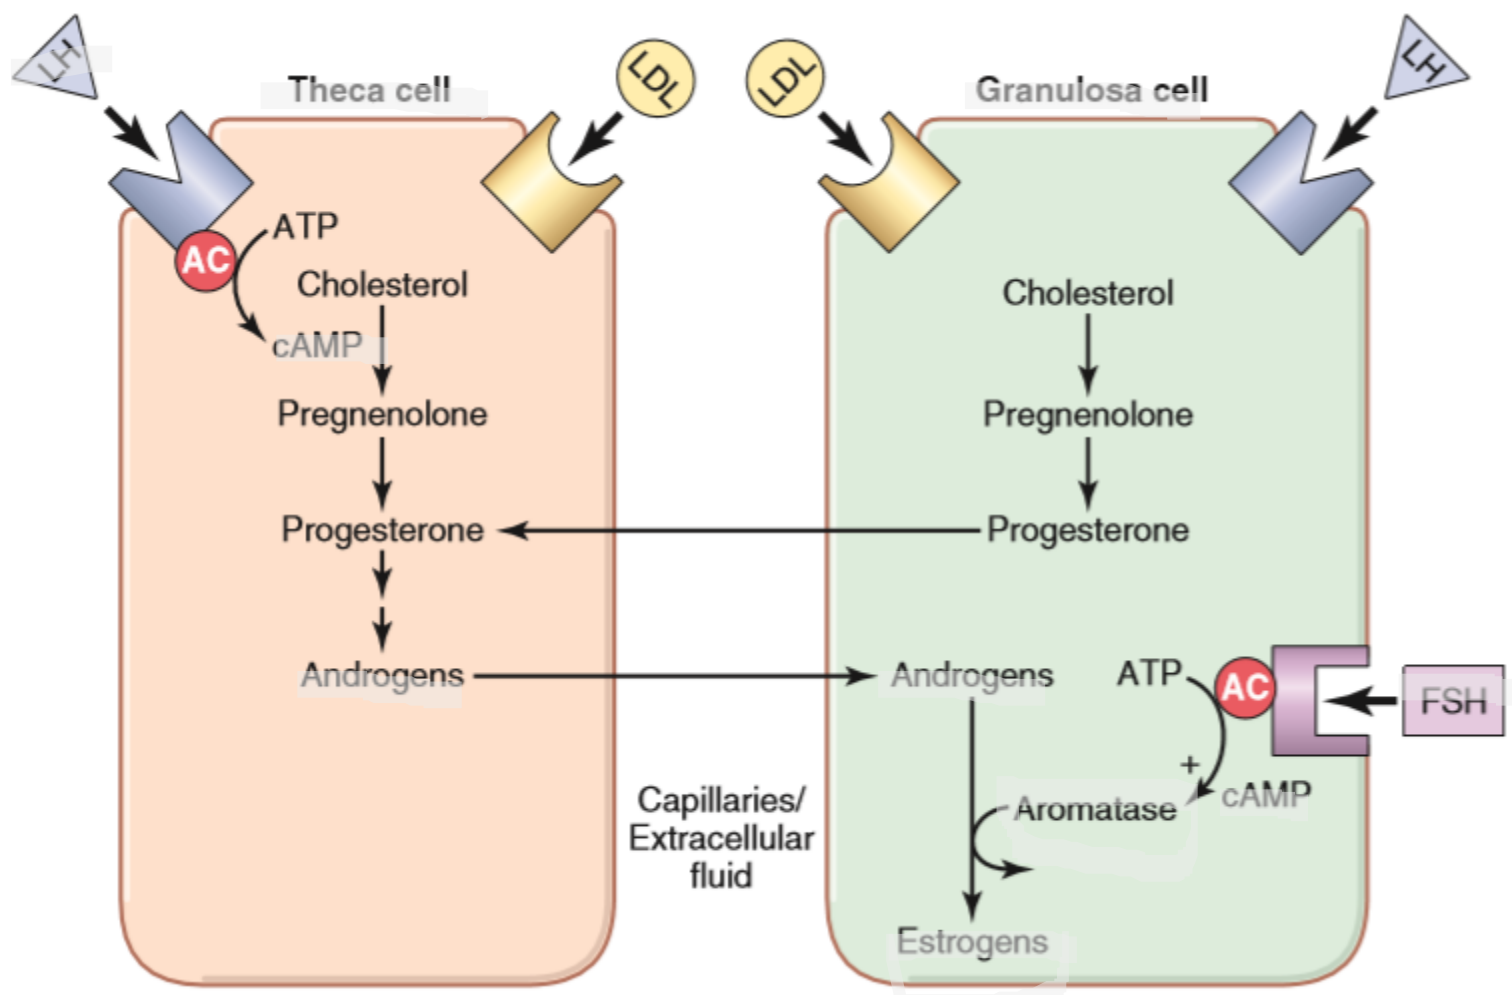 LH
Theca cell
LDL
LDL
Granulosa cell
LH
ATP
AC
Cholesterol
cAMP
Pregnenolone
Progesterone
Androgens
Cholesterol
Pregnenolone
Progesterone
Androgens
ATP
AC
FSH
+
cAMP
Aromatase
Estrogens
Capillaries/
Extracellular
fluid